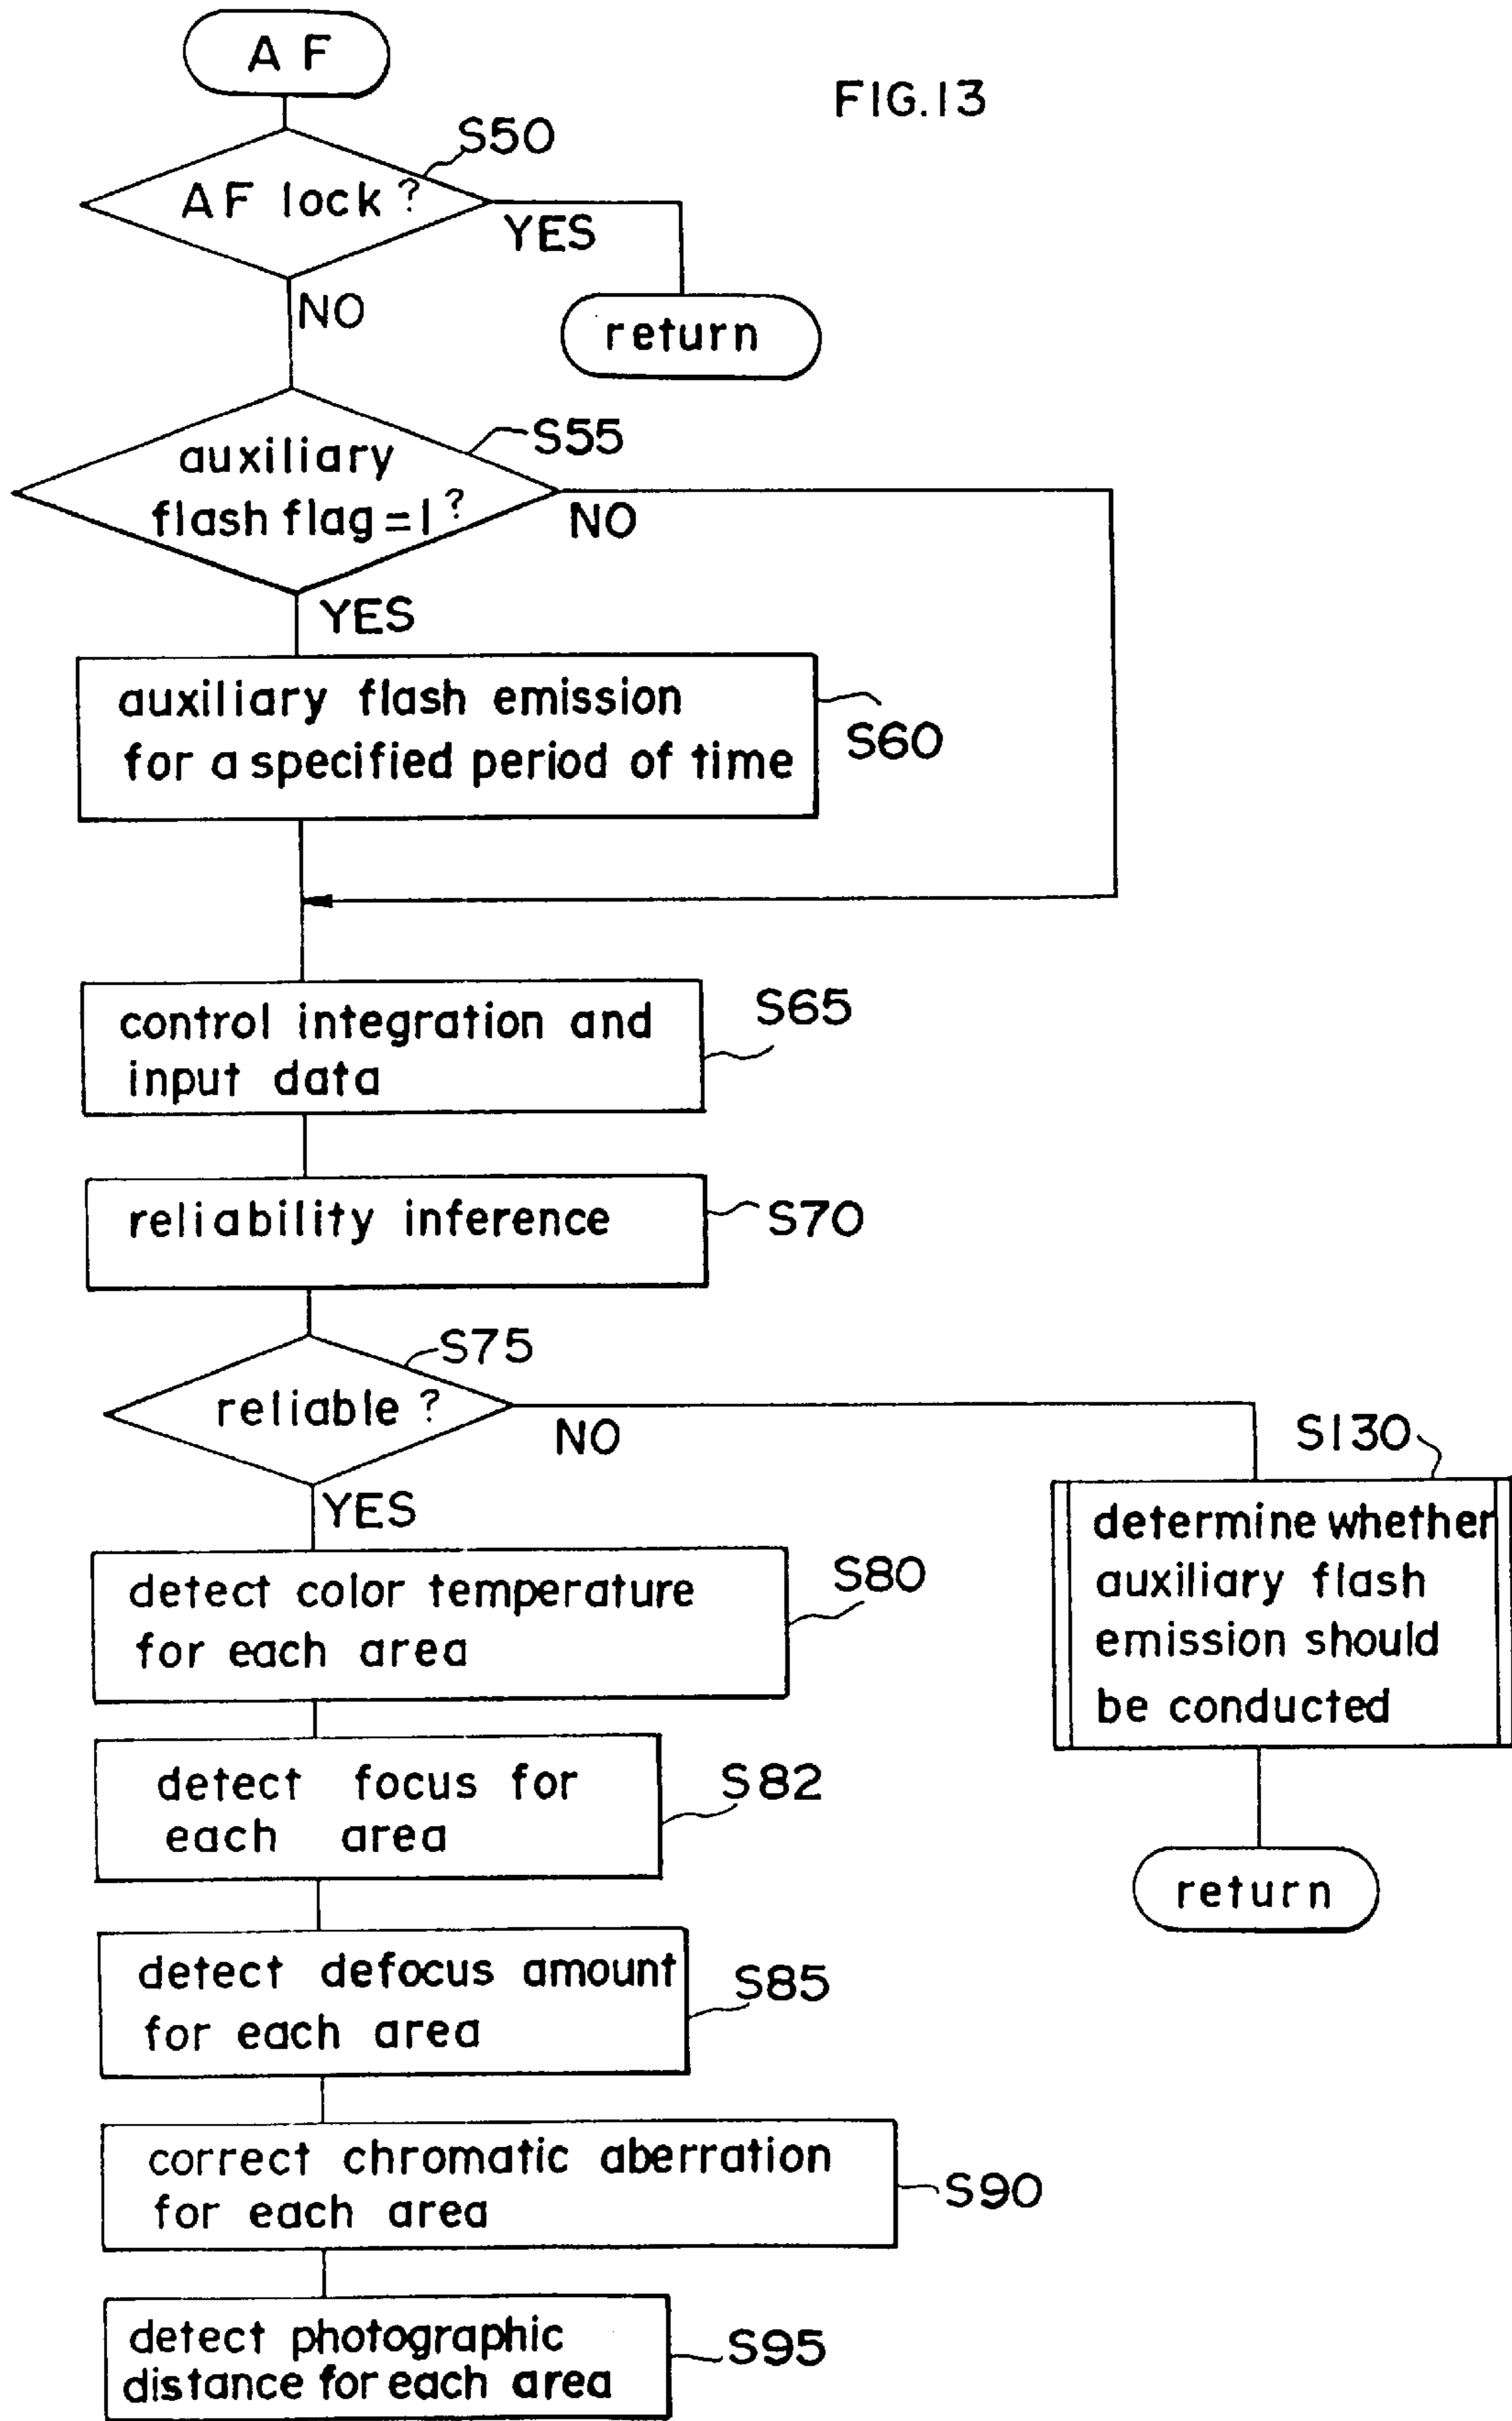 AF
FIG.13
S50
AF lock?
YES
return
NO
S55
auxiliary
flash flag=1?
NO
YES
auxiliary flash emission
for a specified period of time
S60
control integration and
input data
S65
reliability inference
S70
S75
reliable?
NO
YES
S130
determine whether
auxiliary flash
emission should
be conducted
return
detect color temperature
for each area
S80
detect focus for
each area
S82
detect defocus amount
for each area
S85
correct chromatic aberration
for each area
S90
detect photographic
distance for each area
S95